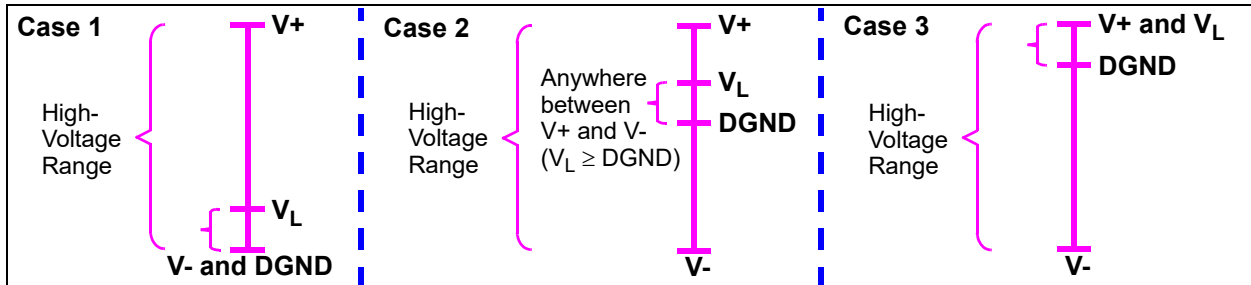 Case 1
V+
High-
Voltage
Range
VL
V- and DGND
Case 2
V+
Anywhere
between
V+ and V-
(VL ≥ DGND)
High-
Voltage
Range
VL
DGND
V-
Case 3
V+ and VL
DGND
High-
Voltage
Range
V-